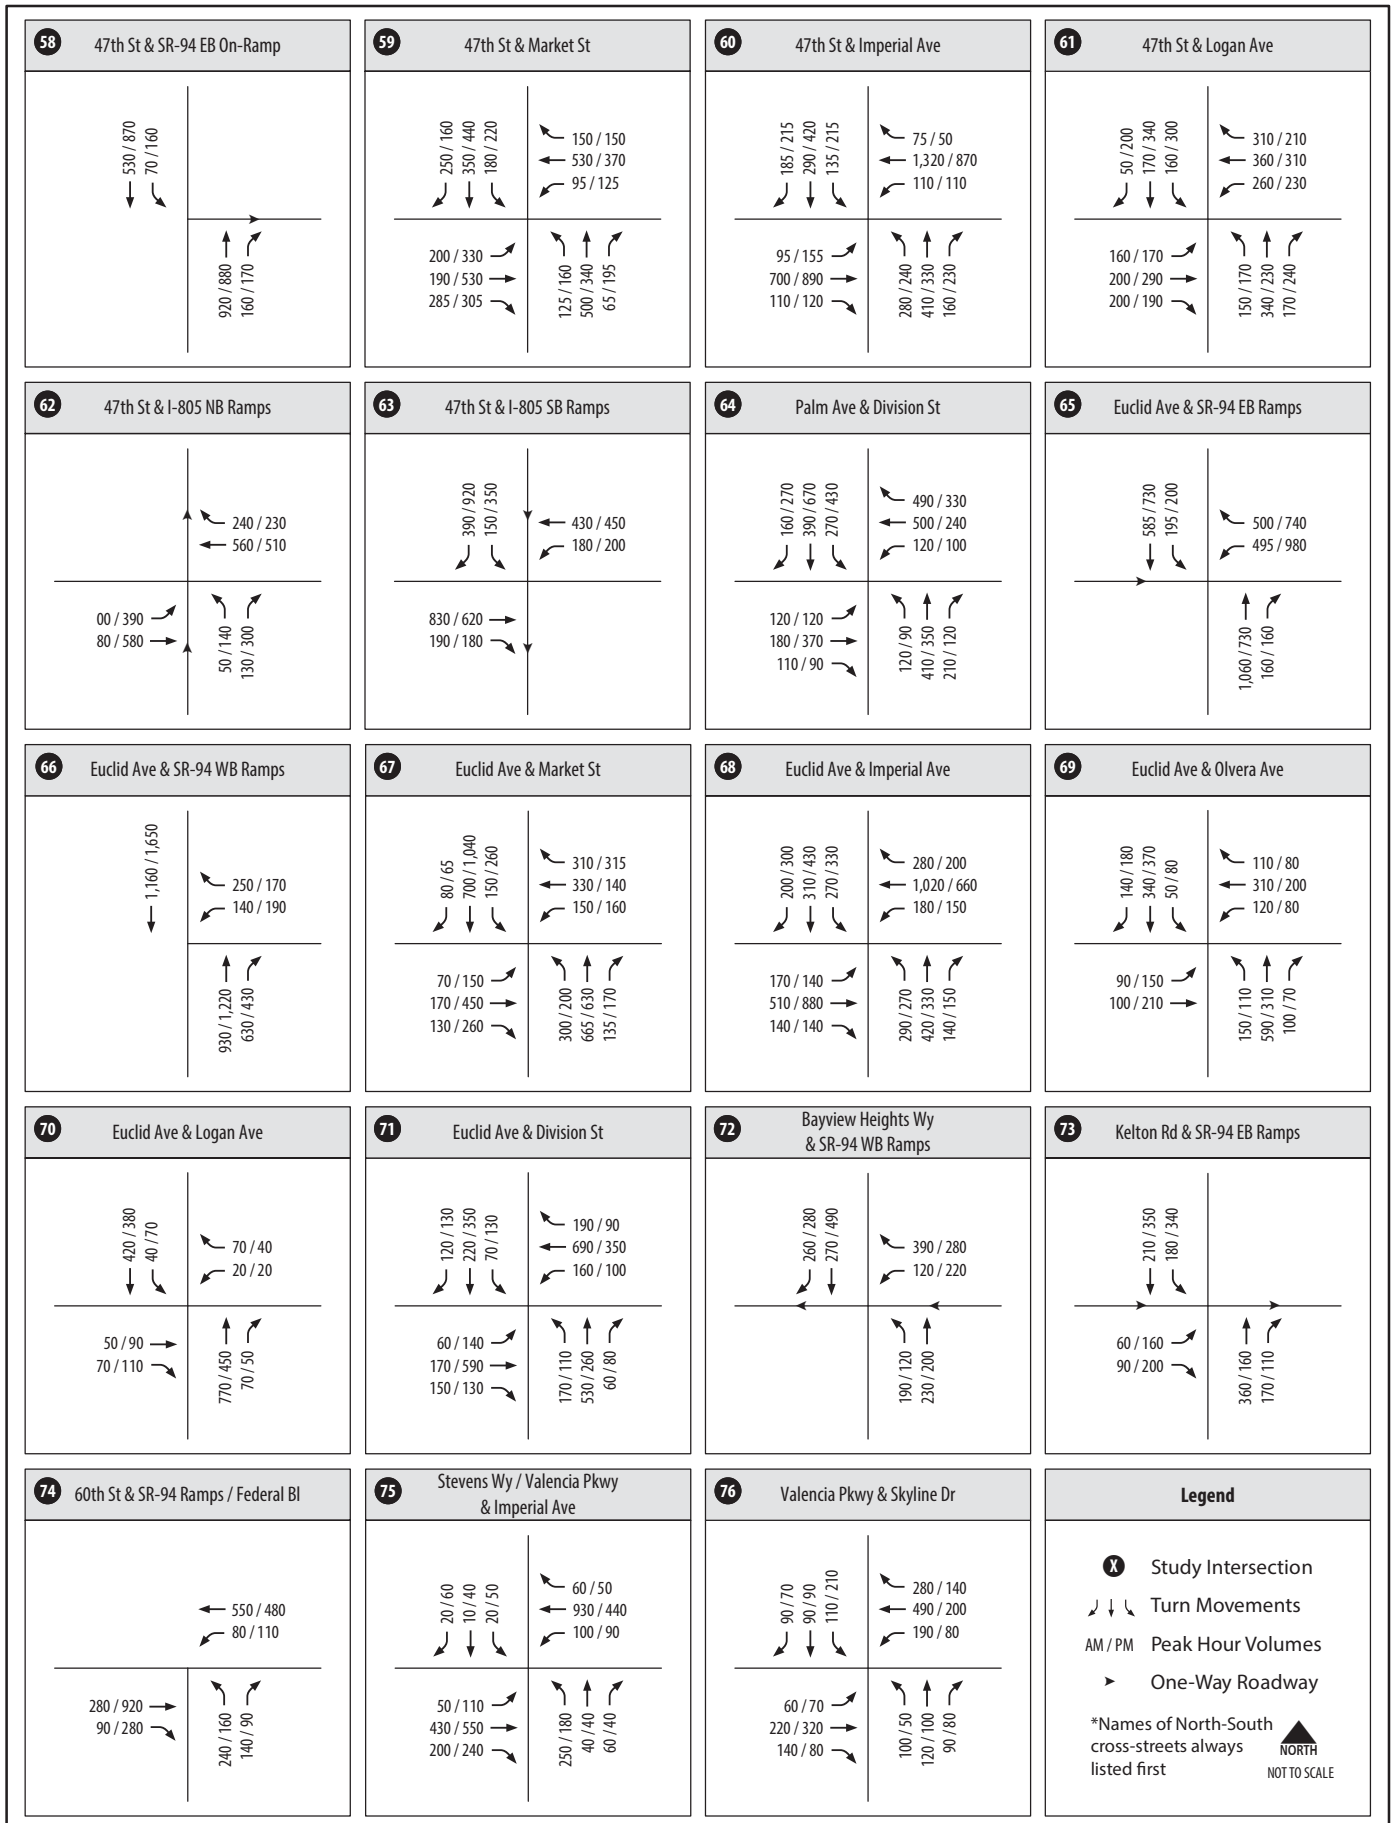 58 47th St & SR-94 EB On-Ramp
530 / 870
70 / 160
920 / 880
160 / 170
59 47th St & Market St
250 / 160
350 / 440
180 / 220
150 / 150
530 / 370
95 / 125
200 / 330
190 / 530
285 / 305
125 / 160
500 / 340
65 / 195
60 47th St & Imperial Ave
185 / 215
290 / 420
135 / 215
75 / 50
1,320 / 870
110 / 110
95 / 155
700 / 890
110 / 120
280 / 240
410 / 330
160 / 230
61 47th St & Logan Ave
50 / 200
170 / 340
160 / 300
310 / 210
360 / 310
260 / 230
160 / 170
200 / 290
200 / 190
150 / 170
340 / 230
170 / 240
62 47th St & I-805 NB Ramps
240 / 230
560 / 510
00 / 390
80 / 580
50 / 140
130 / 300
63 47th St & I-805 SB Ramps
390 / 920
150 / 350
430 / 450
180 / 200
830 / 620
190 / 180
64 Palm Ave & Division St
160 / 270
390 / 670
270 / 430
490 / 330
500 / 240
120 / 100
120 / 120
180 / 370
110 / 90
120 / 90
410 / 350
210 / 120
65 Euclid Ave & SR-94 EB Ramps
585 / 730
195 / 200
500 / 740
495 / 980
1,060 / 730
160 / 160
66 Euclid Ave & SR-94 WB Ramps
1,160 / 1,650
250 / 170
140 / 190
930 / 1,220
630 / 430
67 Euclid Ave & Market St
80 / 65
700 / 1,040
150 / 260
310 / 315
330 / 140
150 / 160
70 / 150
170 / 450
130 / 260
300 / 200
665 / 630
135 / 170
68 Euclid Ave & Imperial Ave
200 / 300
310 / 430
270 / 330
280 / 200
1,020 / 660
180 / 150
170 / 140
510 / 880
140 / 140
290 / 270
420 / 330
140 / 150
69 Euclid Ave & Olvera Ave
140 / 180
340 / 370
50 / 80
110 / 80
310 / 200
120 / 80
90 / 150
100 / 210
150 / 110
590 / 310
100 / 70
70 Euclid Ave & Logan Ave
420 / 380
40 / 70
70 / 40
20 / 20
50 / 90
70 / 110
770 / 450
70 / 50
71 Euclid Ave & Division St
120 / 130
220 / 350
70 / 130
190 / 90
690 / 350
160 / 100
60 / 140
170 / 590
150 / 130
170 / 110
530 / 260
60 / 80
72 Bayview Heights Wy
& SR-94 WB Ramps
260 / 280
270 / 490
390 / 280
120 / 220
190 / 120
230 / 200
73 Kelton Rd & SR-94 EB Ramps
210 / 350
180 / 340
60 / 160
90 / 200
360 / 160
170 / 110
74 60th St & SR-94 Ramps / Federal Bl
550 / 480
80 / 110
280 / 920
90 / 280
240 / 160
140 / 90
75 Stevens Wy / Valencia Pkwy
& Imperial Ave
20 / 60
10 / 40
20 / 50
60 / 50
930 / 440
100 / 90
50 / 110
430 / 550
200 / 240
250 / 180
40 / 40
60 / 40
76 Valencia Pkwy & Skyline Dr
90 / 70
90 / 90
110 / 210
280 / 140
490 / 200
190 / 80
60 / 70
220 / 320
140 / 80
100 / 50
120 / 100
90 / 80
Legend
X Study Intersection
Turn Movements
AM / PM Peak Hour Volumes
One-Way Roadway
*Names of North-South
cross-streets always
listed first
NORTH
NOT TO SCALE